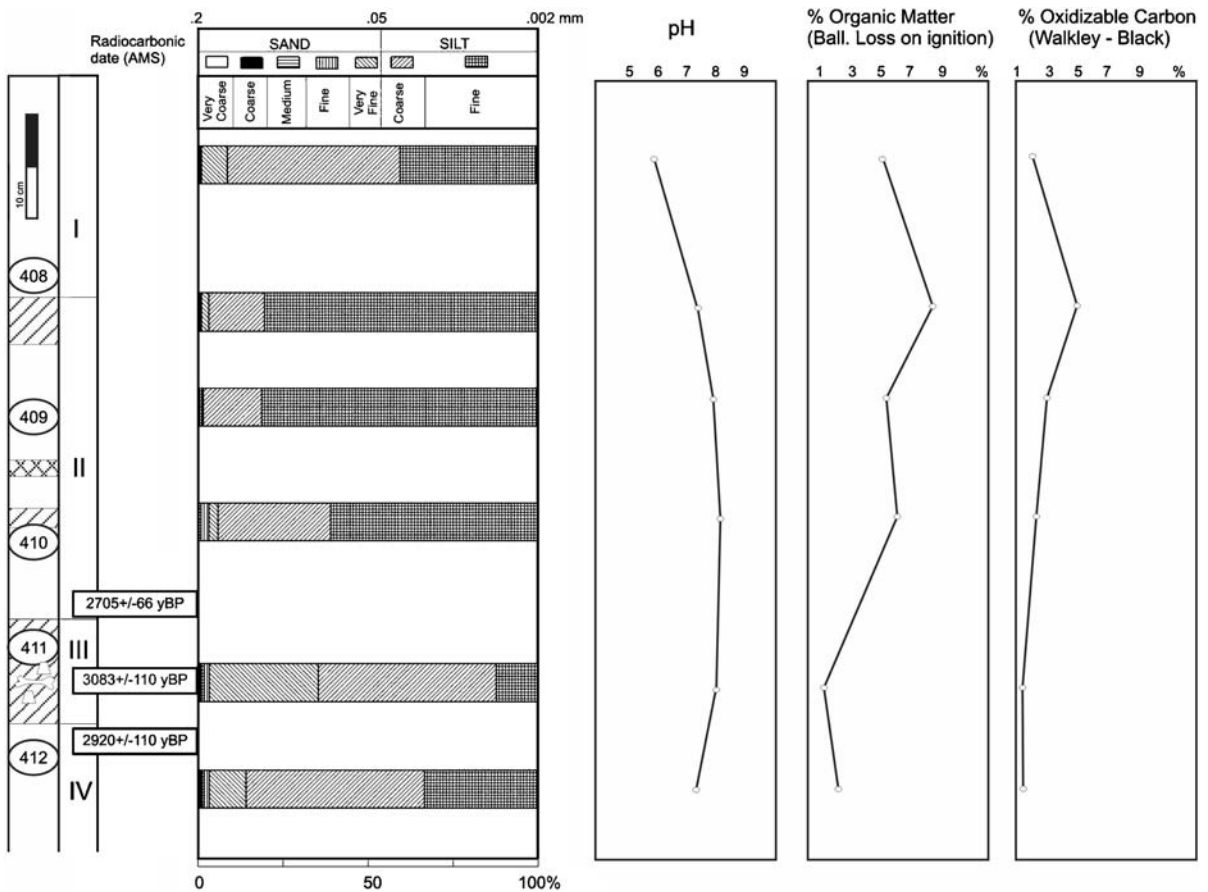 .2 .05 .002 mm
Radiocarbonic
date (AMS)
SAND SILT
Very
Coarse
Coarse
Medium
Fine
Very
Fine
Coarse
Fine
10 cm
I
408
409
II
410
2705+/-66 yBP
411
III
3083+/-110 yBP
2920+/-110 yBP
412
IV
0 50 100%
pH
5 6 7 8 9
% Organic Matter
(Ball. Loss on ignition)
1 3 5 7 9 %
% Oxidizable Carbon
(Walkley - Black)
1 3 5 7 9 %